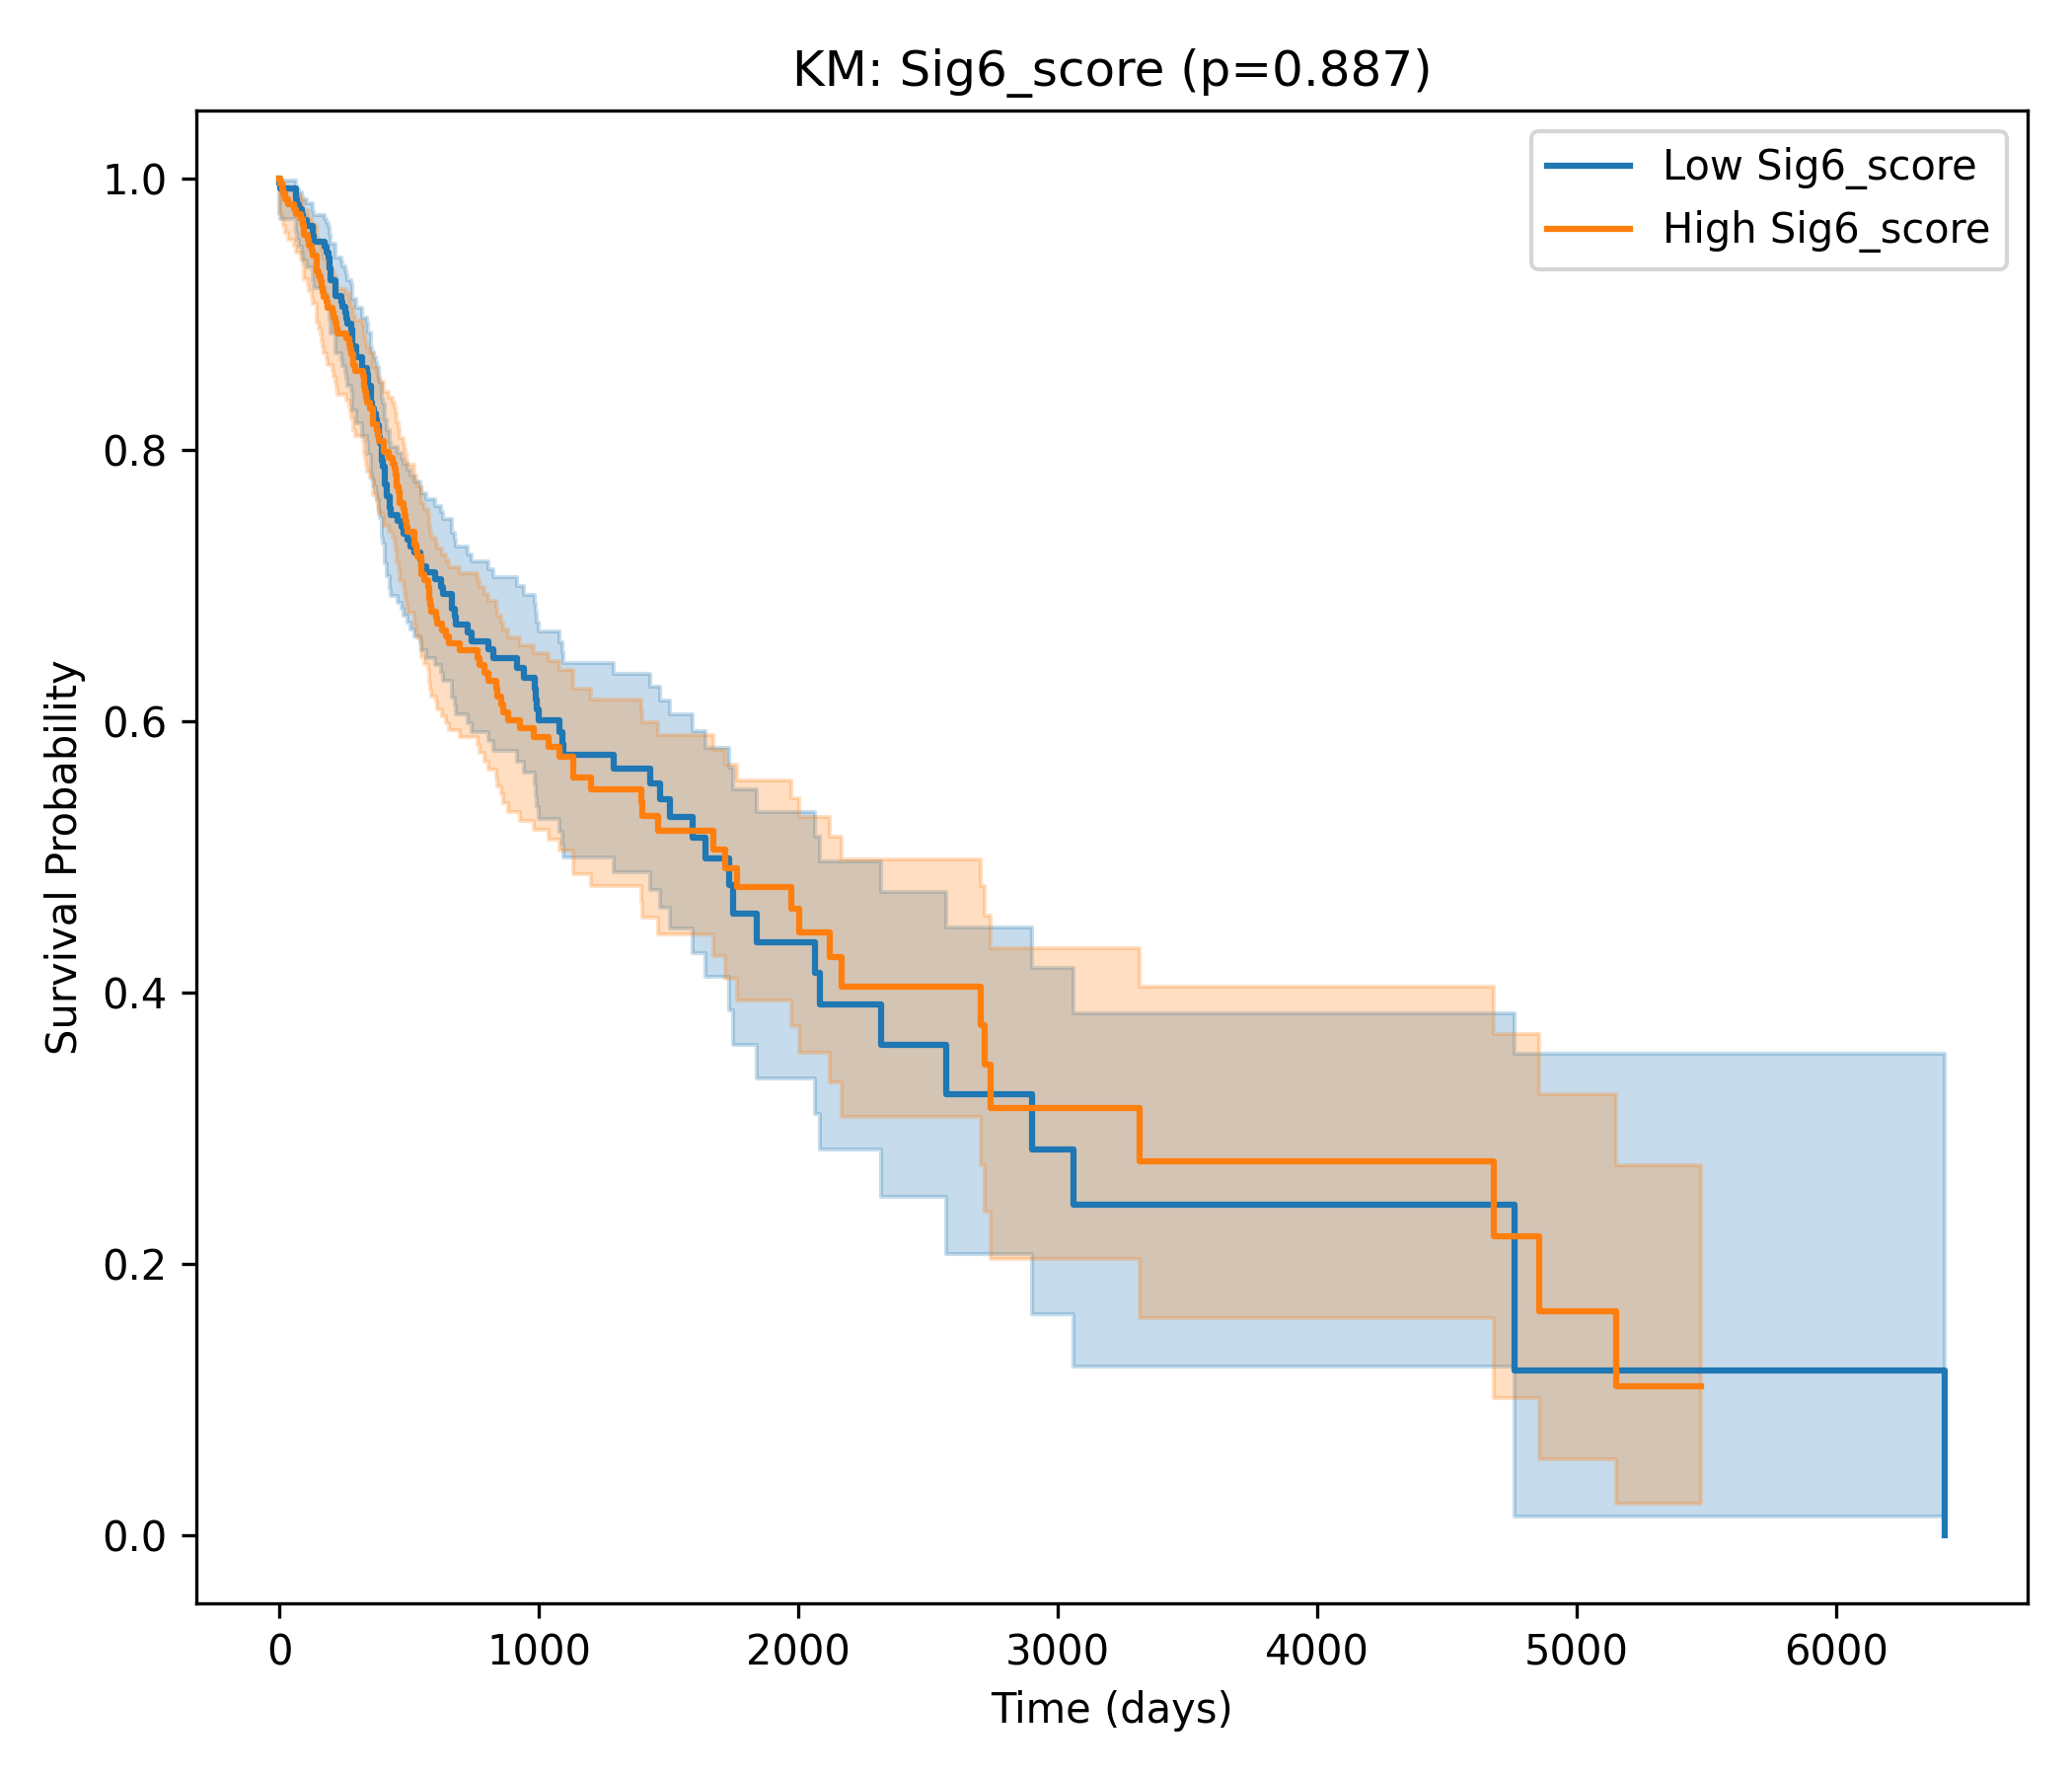 KM: Sig6_score (p=0.887)
Low Sig6_score
High Sig6_score
Survival Probability
1.0
0.8
0.6
0.4
0.2
0.0
0 1000 2000 3000 4000 5000 6000
Time (days)